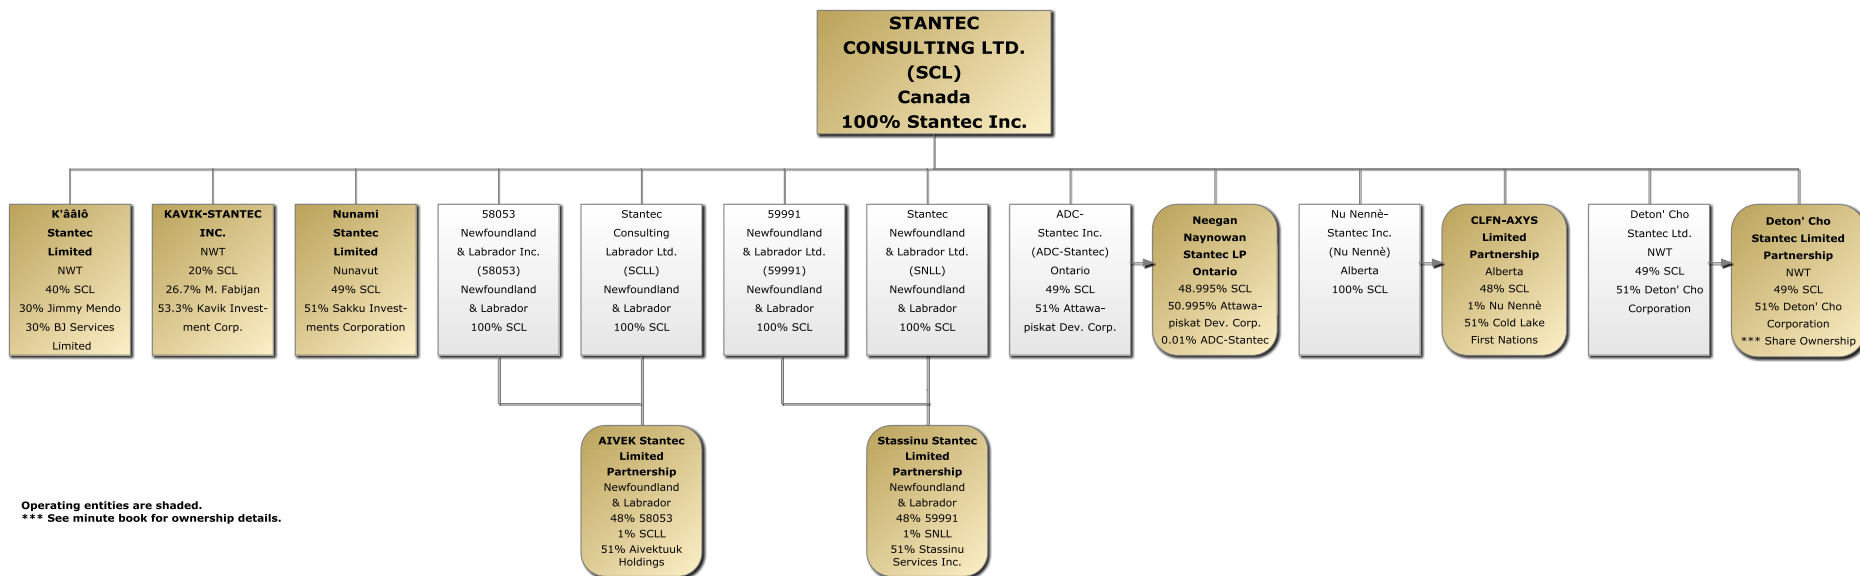 STANTEC
CONSULTING LTD.
(SCL)
Canada
100% Stantec Inc.
K'ââlô
Stantec
Limited
NWT
40% SCL
30% Jimmy Mendo
30% BJ Services
Limited
KAVIK-STANTEC
INC.
NWT
20% SCL
26.7% M. Fabijan
53.3% Kavik Invest-
ment Corp.
Nunami
Stantec
Limited
Nunavut
49% SCL
51% Sakku Invest-
ments Corporation
58053
Newfoundland
& Labrador Inc.
(58053)
Newfoundland
& Labrador
100% SCL
Stantec
Consulting
Labrador Ltd.
(SCLL)
Newfoundland
& Labrador
100% SCL
59991
Newfoundland
& Labrador Ltd.
(59991)
Newfoundland
& Labrador
100% SCL
Stantec
Newfoundland
& Labrador Ltd.
(SNLL)
Newfoundland
& Labrador
100% SCL
ADC-
Stantec Inc.
(ADC-Stantec)
Ontario
49% SCL
51% Attawa-
piskat Dev. Corp.
Neegan
Naynowan
Stantec LP
Ontario
48.995% SCL
50.995% Attawa-
piskat Dev. Corp.
0.01% ADC-Stantec
Nu Nennè-
Stantec Inc.
(Nu Nennè)
Alberta
100% SCL
CLFN-AXYS
Limited
Partnership
Alberta
48% SCL
1% Nu Nennè
51% Cold Lake
First Nations
Deton' Cho
Stantec Ltd.
NWT
49% SCL
51% Deton' Cho
Corporation
Deton' Cho
Stantec Limited
Partnership
NWT
49% SCL
51% Deton' Cho
Corporation
*** Share Ownership
AIVEK Stantec
Limited
Partnership
Newfoundland
& Labrador
48% 58053
1% SCLL
51% Aivektuuk
Holdings
Stassinu Stantec
Limited
Partnership
Newfoundland
& Labrador
48% 59991
1% SNLL
51% Stassinu
Services Inc.
Operating entities are shaded.
*** See minute book for ownership details.